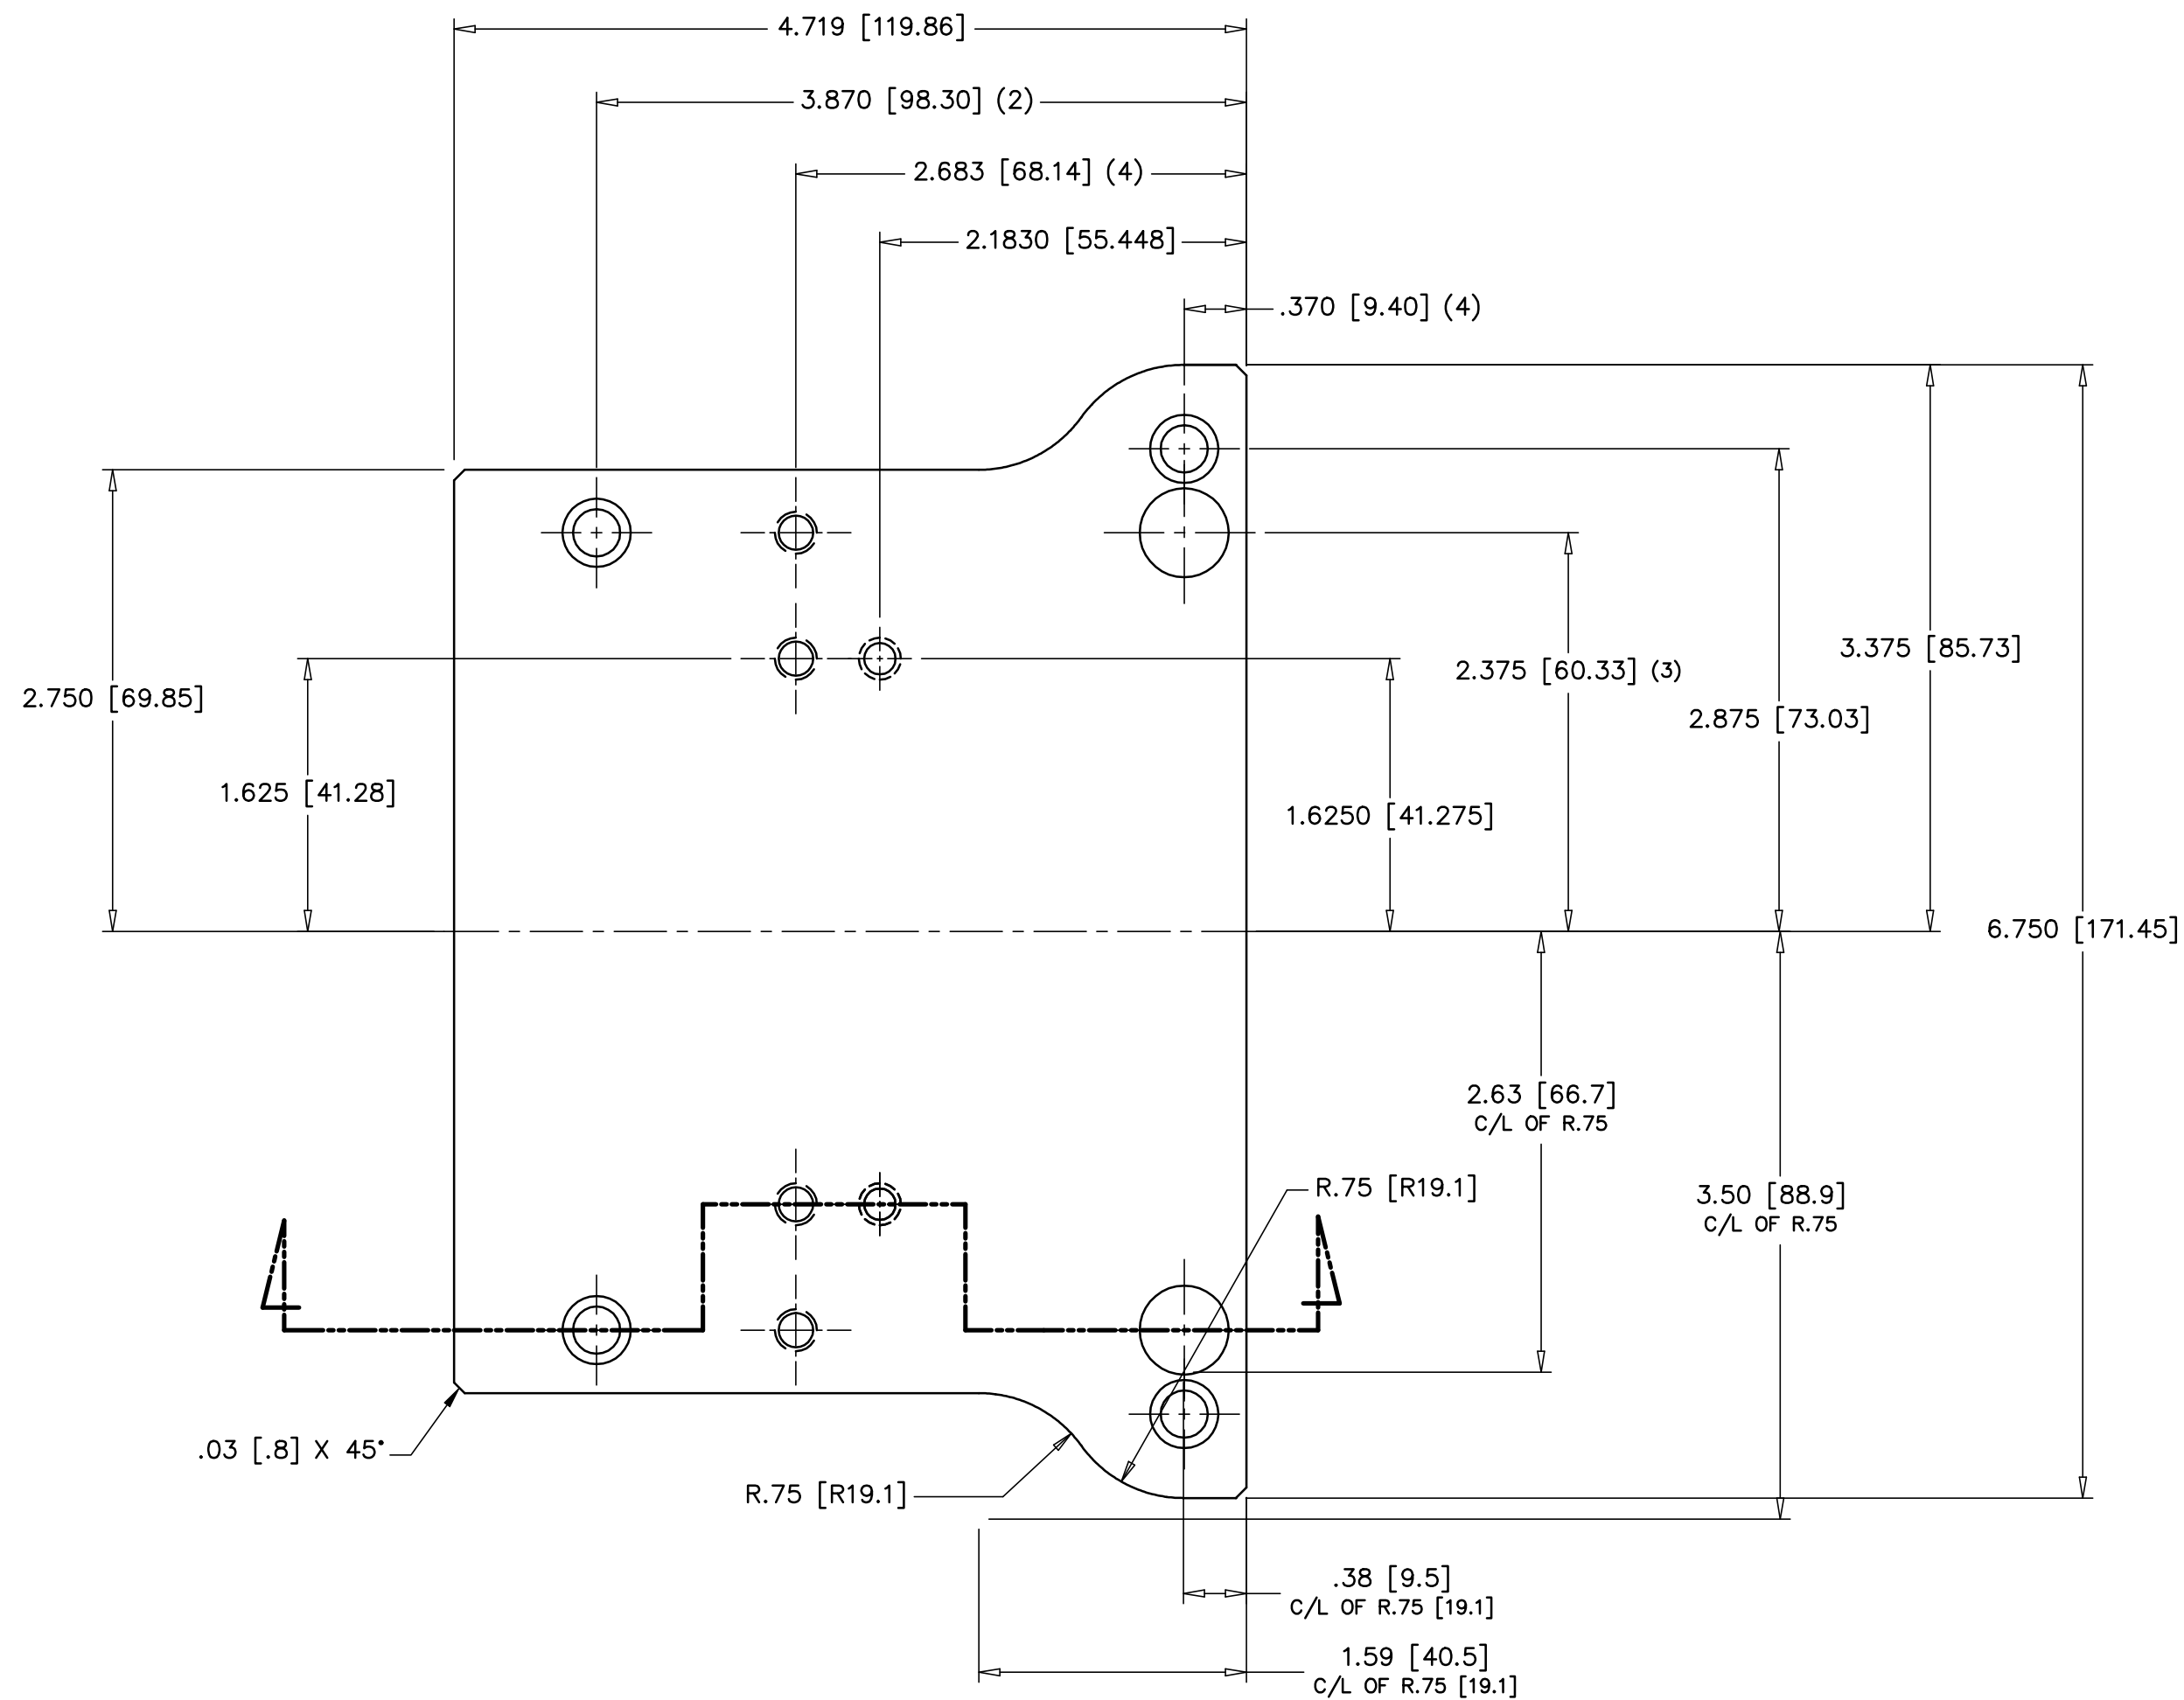 4.719 [119.86]
3.870 [98.30] (2)
2.683 [68.14] (4)
2.1830 [55.448]
.370 [9.40] (4)
3.375 [85.73]
2.375 [60.33] (3)
2.750 [69.85]
2.875 [73.03]
1.625 [41.28]
1.6250 [41.275]
6.750 [171.45]
2.63 [66.7]
C/L OF R.75
R.75 [R19.1]
3.50 [88.9]
C/L OF R.75
.03 [.8] X 45°
R.75 [R19.1]
.38 [9.5]
C/L OF R.75 [19.1]
1.59 [40.5]
C/L OF R.75 [19.1]